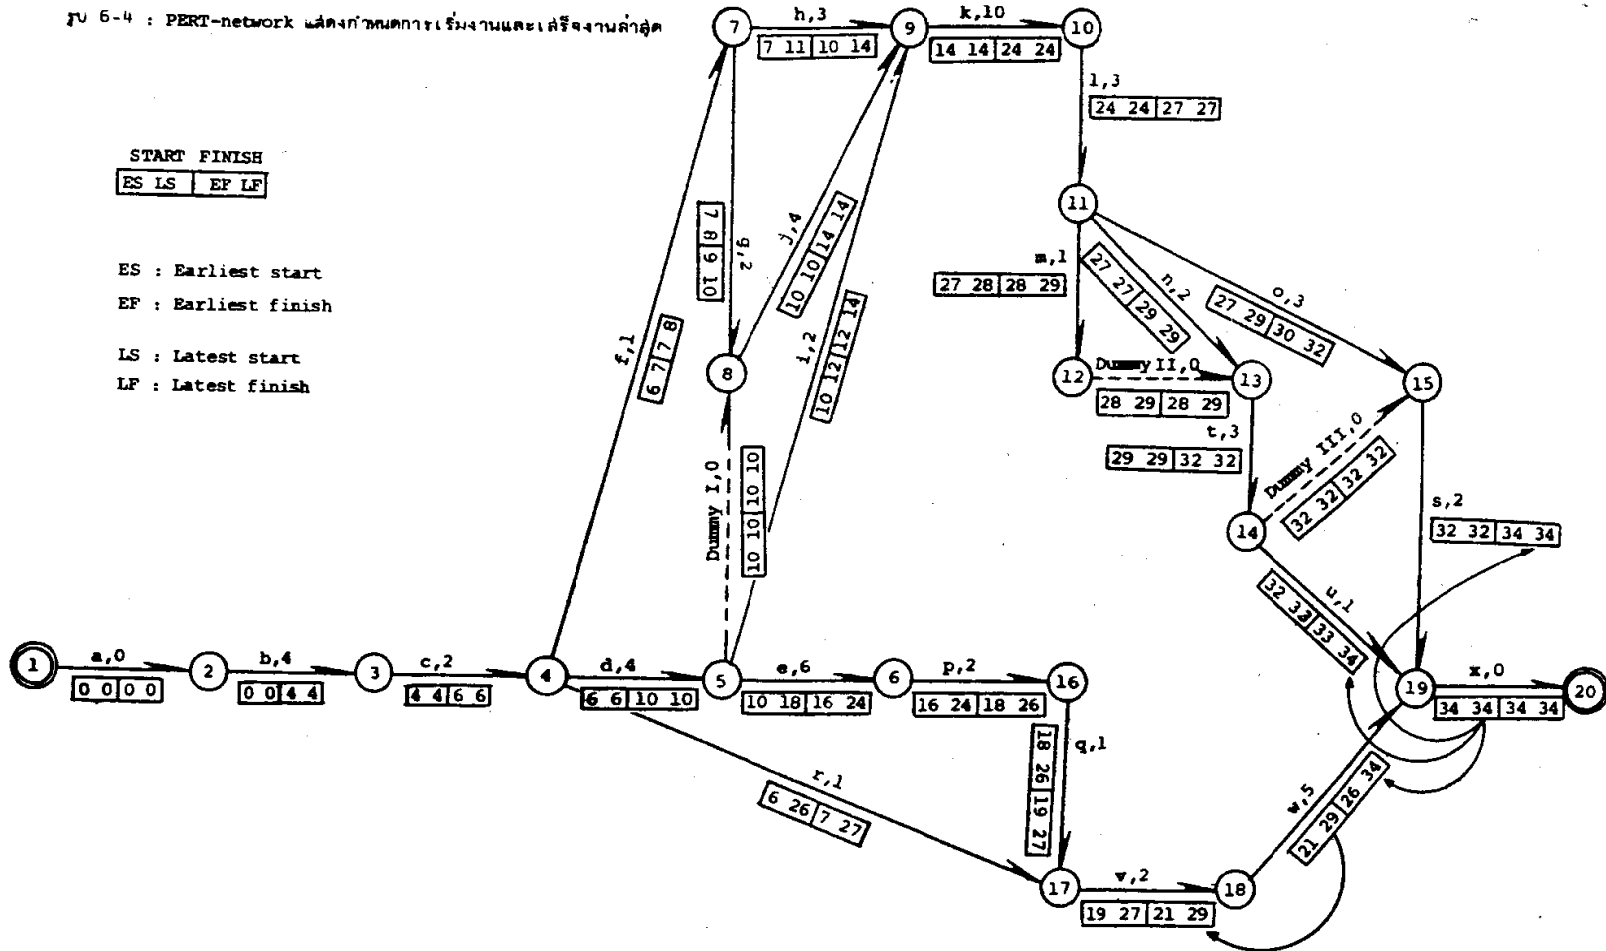 รูป 6-4 : PERT-network แสดงกำหนดการเริ่มงานและเสร็จงานล่าสุด
START FINISH
ES LS EF LF
ES : Earliest start
EF : Earliest finish
LS : Latest start
LF : Latest finish
7
h,3
7 11 10 14
9
k,10
14 14 24 24
10
l,3
24 24 27 27
11
g,2
7 8 9 10
j,4
10 10 14 14
i,2
10 12 12 14
f,1
6 7 7 8
8
Dummy I,0
10 10 10 10
m,1
27 28 28 29
n,2
27 27 29 29
o,3
27 29 30 32
12
Dummy II,0
28 29 28 29
13
15
t,3
29 29 32 32
Dummy III,0
32 32 32 32
14
s,2
32 32 34 34
u,1
32 33 33 34
1
a,0
0 0 0 0
2
b,4
0 0 4 4
3
c,2
4 4 6 6
4
d,4
6 6 10 10
5
e,6
10 18 16 24
6
p,2
16 24 18 26
16
19
x,0
34 34 34 34
20
q,1
18 26 19 27
r,1
6 26 7 27
w,5
21 29 26 34
17
v,2
19 27 21 29
18